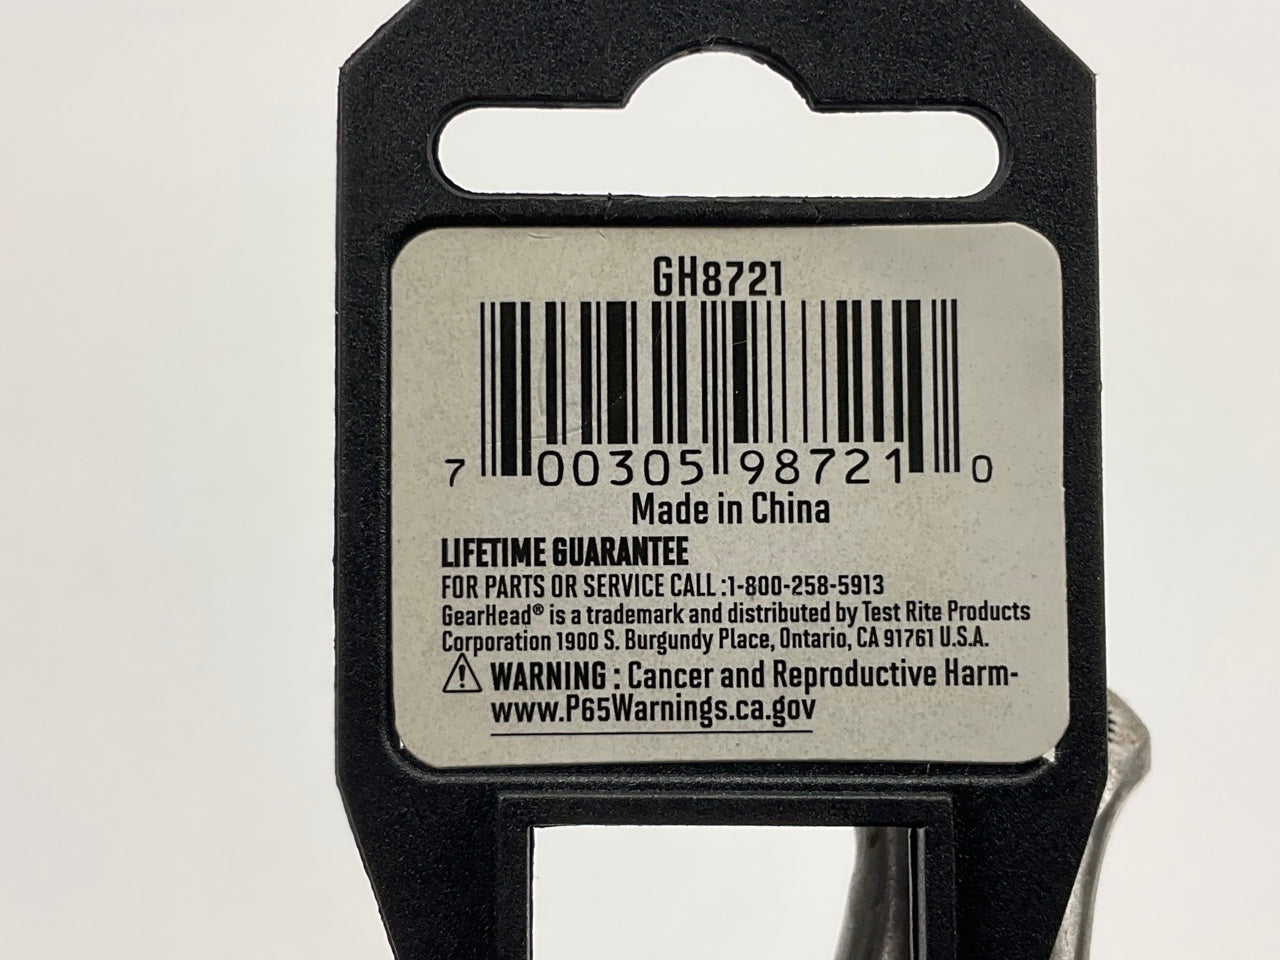 GH8721
7 00305 98721 0
Made in China
LIFETIME GUARANTEE
FOR PARTS OR SERVICE CALL :1-800-258-5913
GearHead® is a trademark and distributed by Test Rite Products
Corporation 1900 S. Burgundy Place, Ontario, CA 91761 U.S.A.
WARNING : Cancer and Reproductive Harm-
www.P65Warnings.ca.gov